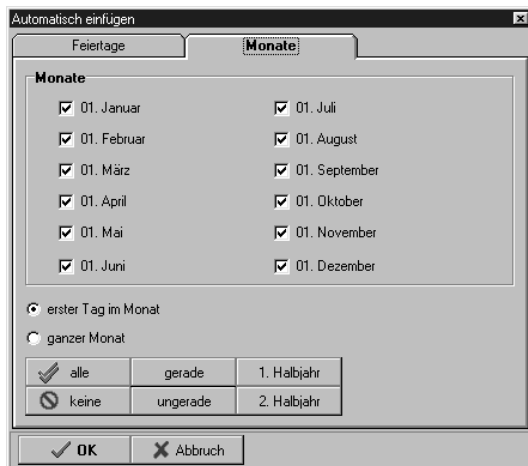 Automatisch einfügen
Feiertage Monate
Monate
01. Januar 01. Juli
01. Februar 01. August
01. März 01. September
01. April 01. Oktober
01. Mai 01. November
01. Juni 01. Dezember
erster Tag im Monat
ganzer Monat
alle gerade 1. Halbjahr
keine ungerade 2. Halbjahr
OK Abbruch